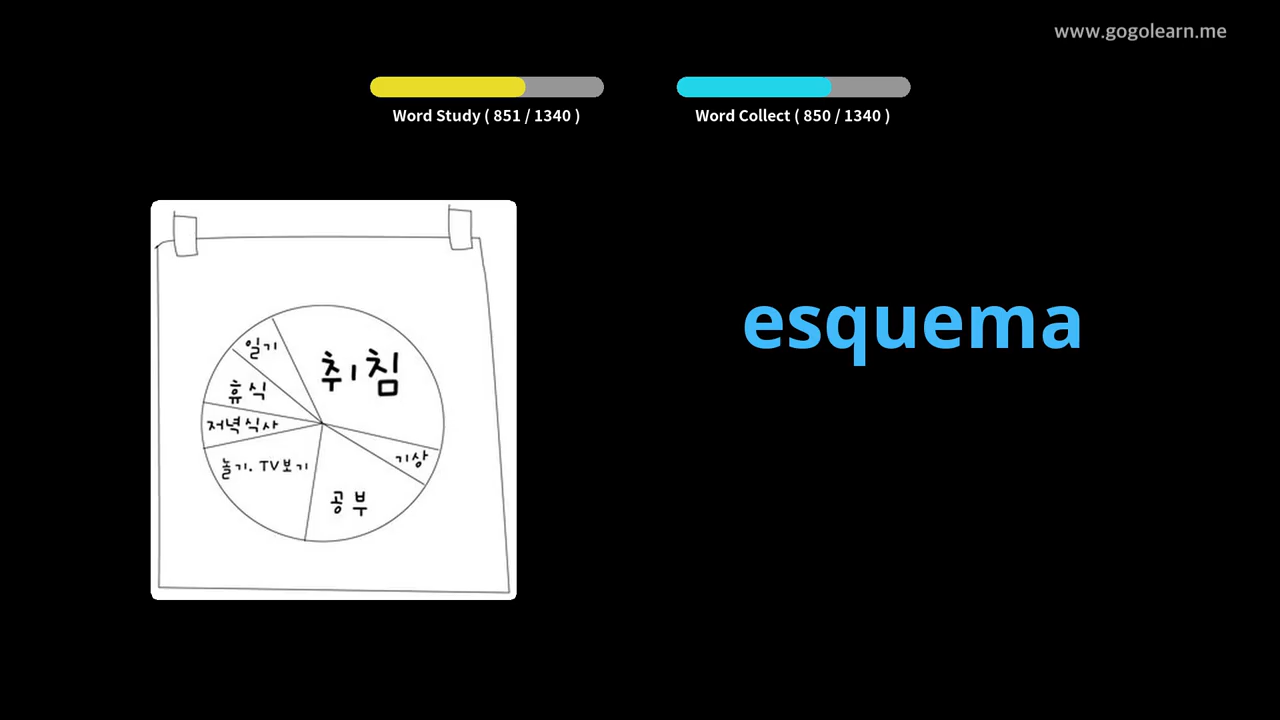 www.gogolearn.me
Word Study ( 851 / 1340 )
Word Collect ( 850 / 1340 )
esquema
일기
취침
휴식
저녁식사
기상
놀기. TV보기
공부